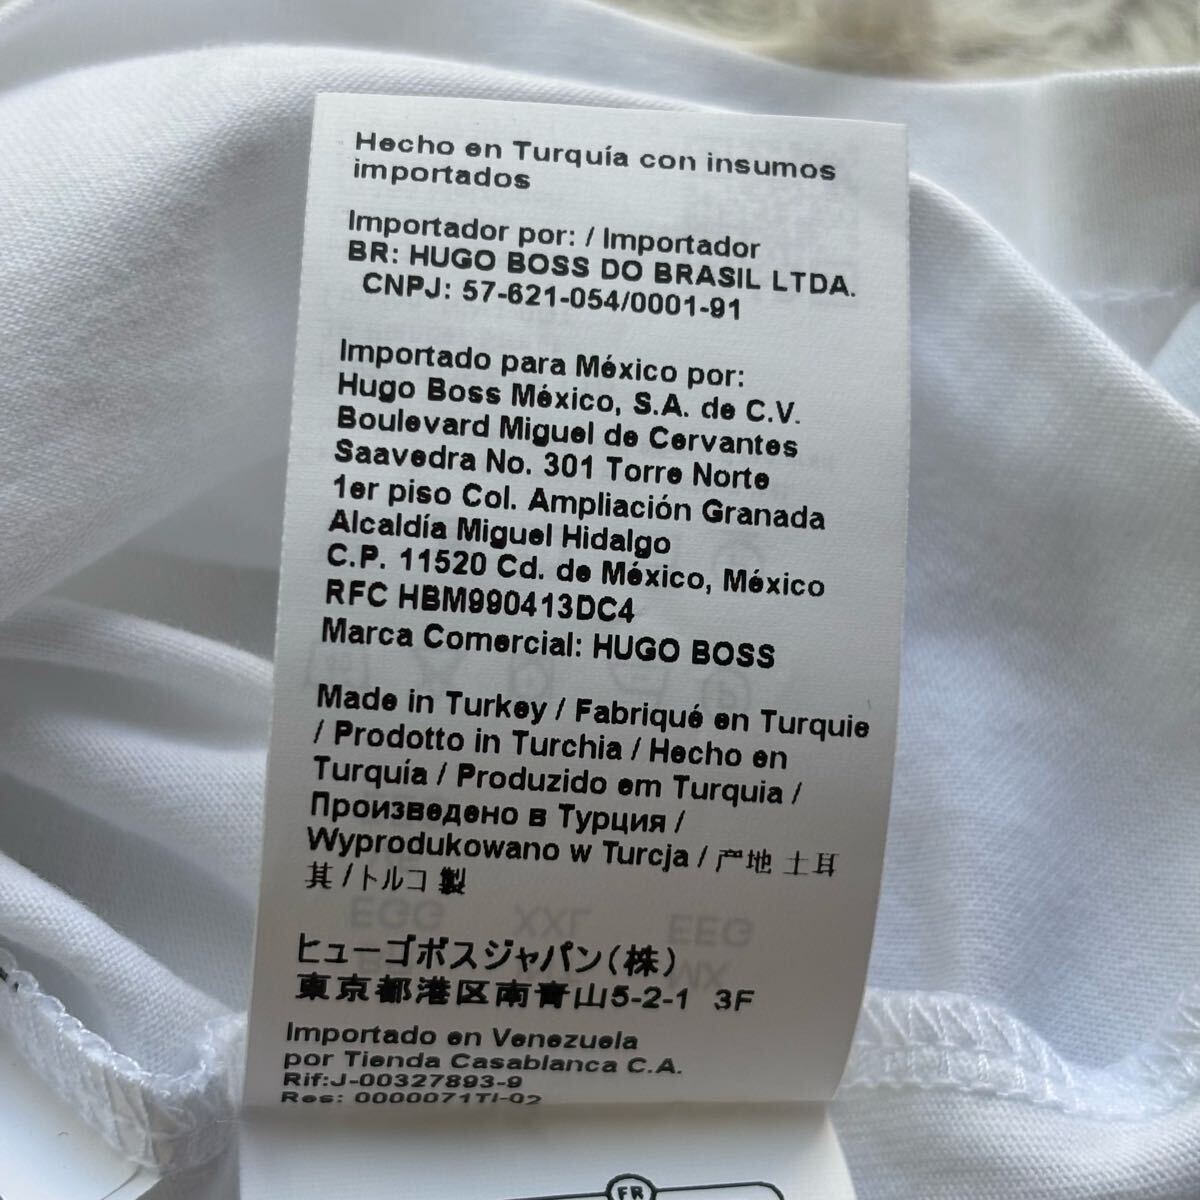 Hecho en Turquía con insumos
importados
Importador por: / Importador
BR: HUGO BOSS DO BRASIL LTDA.
CNPJ: 57-621-054/0001-91
Importado para México por:
Hugo Boss México, S.A. de C.V.
Boulevard Miguel de Cervantes
Saavedra No. 301 Torre Norte
1er piso Col. Ampliación Granada
Alcaldía Miguel Hidalgo
C.P. 11520 Cd. de México, México
RFC HBM990413DC4
Marca Comercial: HUGO BOSS
Made in Turkey / Fabriqué en Turquie
/ Prodotto in Turchia / Hecho en
Turquía / Produzido em Turquia /
Произведено в Турция /
Wyprodukowano w Turcja / 产地 土耳
其 / トルコ 製
ヒューゴボスジャパン(株)
東京都港区南青山5-2-1 3F
Importado en Venezuela
por Tienda Casablanca C.A.
Rif:J-00327893-9
Res: 0000071TI-02
FR